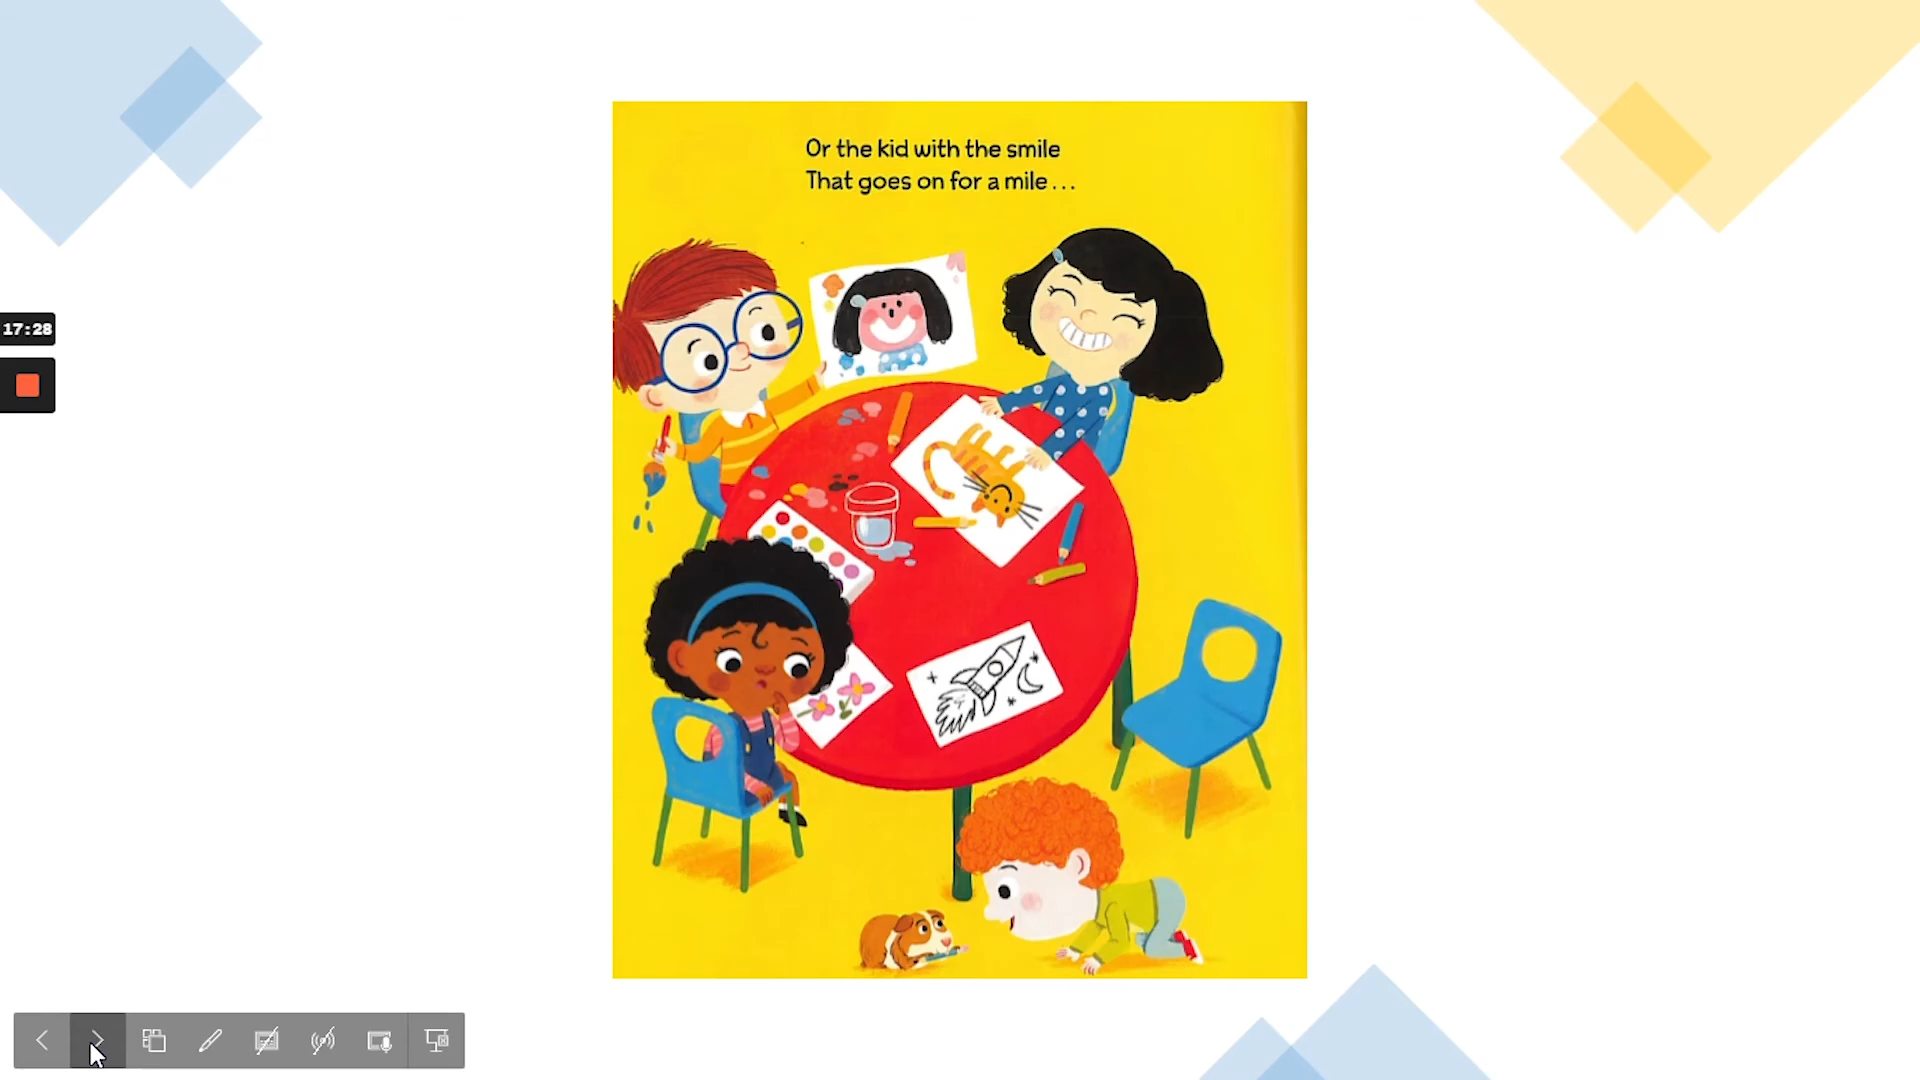 Or the kid with the smile
That goes on for a mile...
17:28